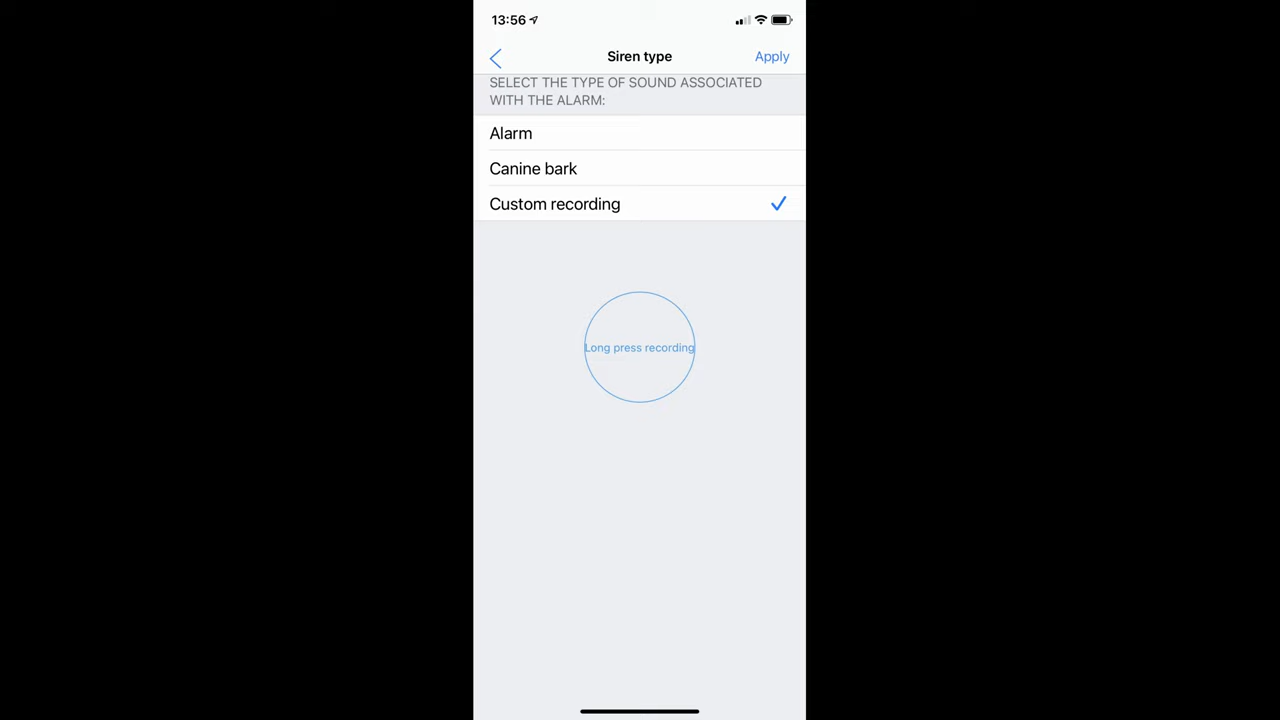 13:56
Siren type
Apply
SELECT THE TYPE OF SOUND ASSOCIATED
WITH THE ALARM:
Alarm
Canine bark
Custom recording
Long press recording